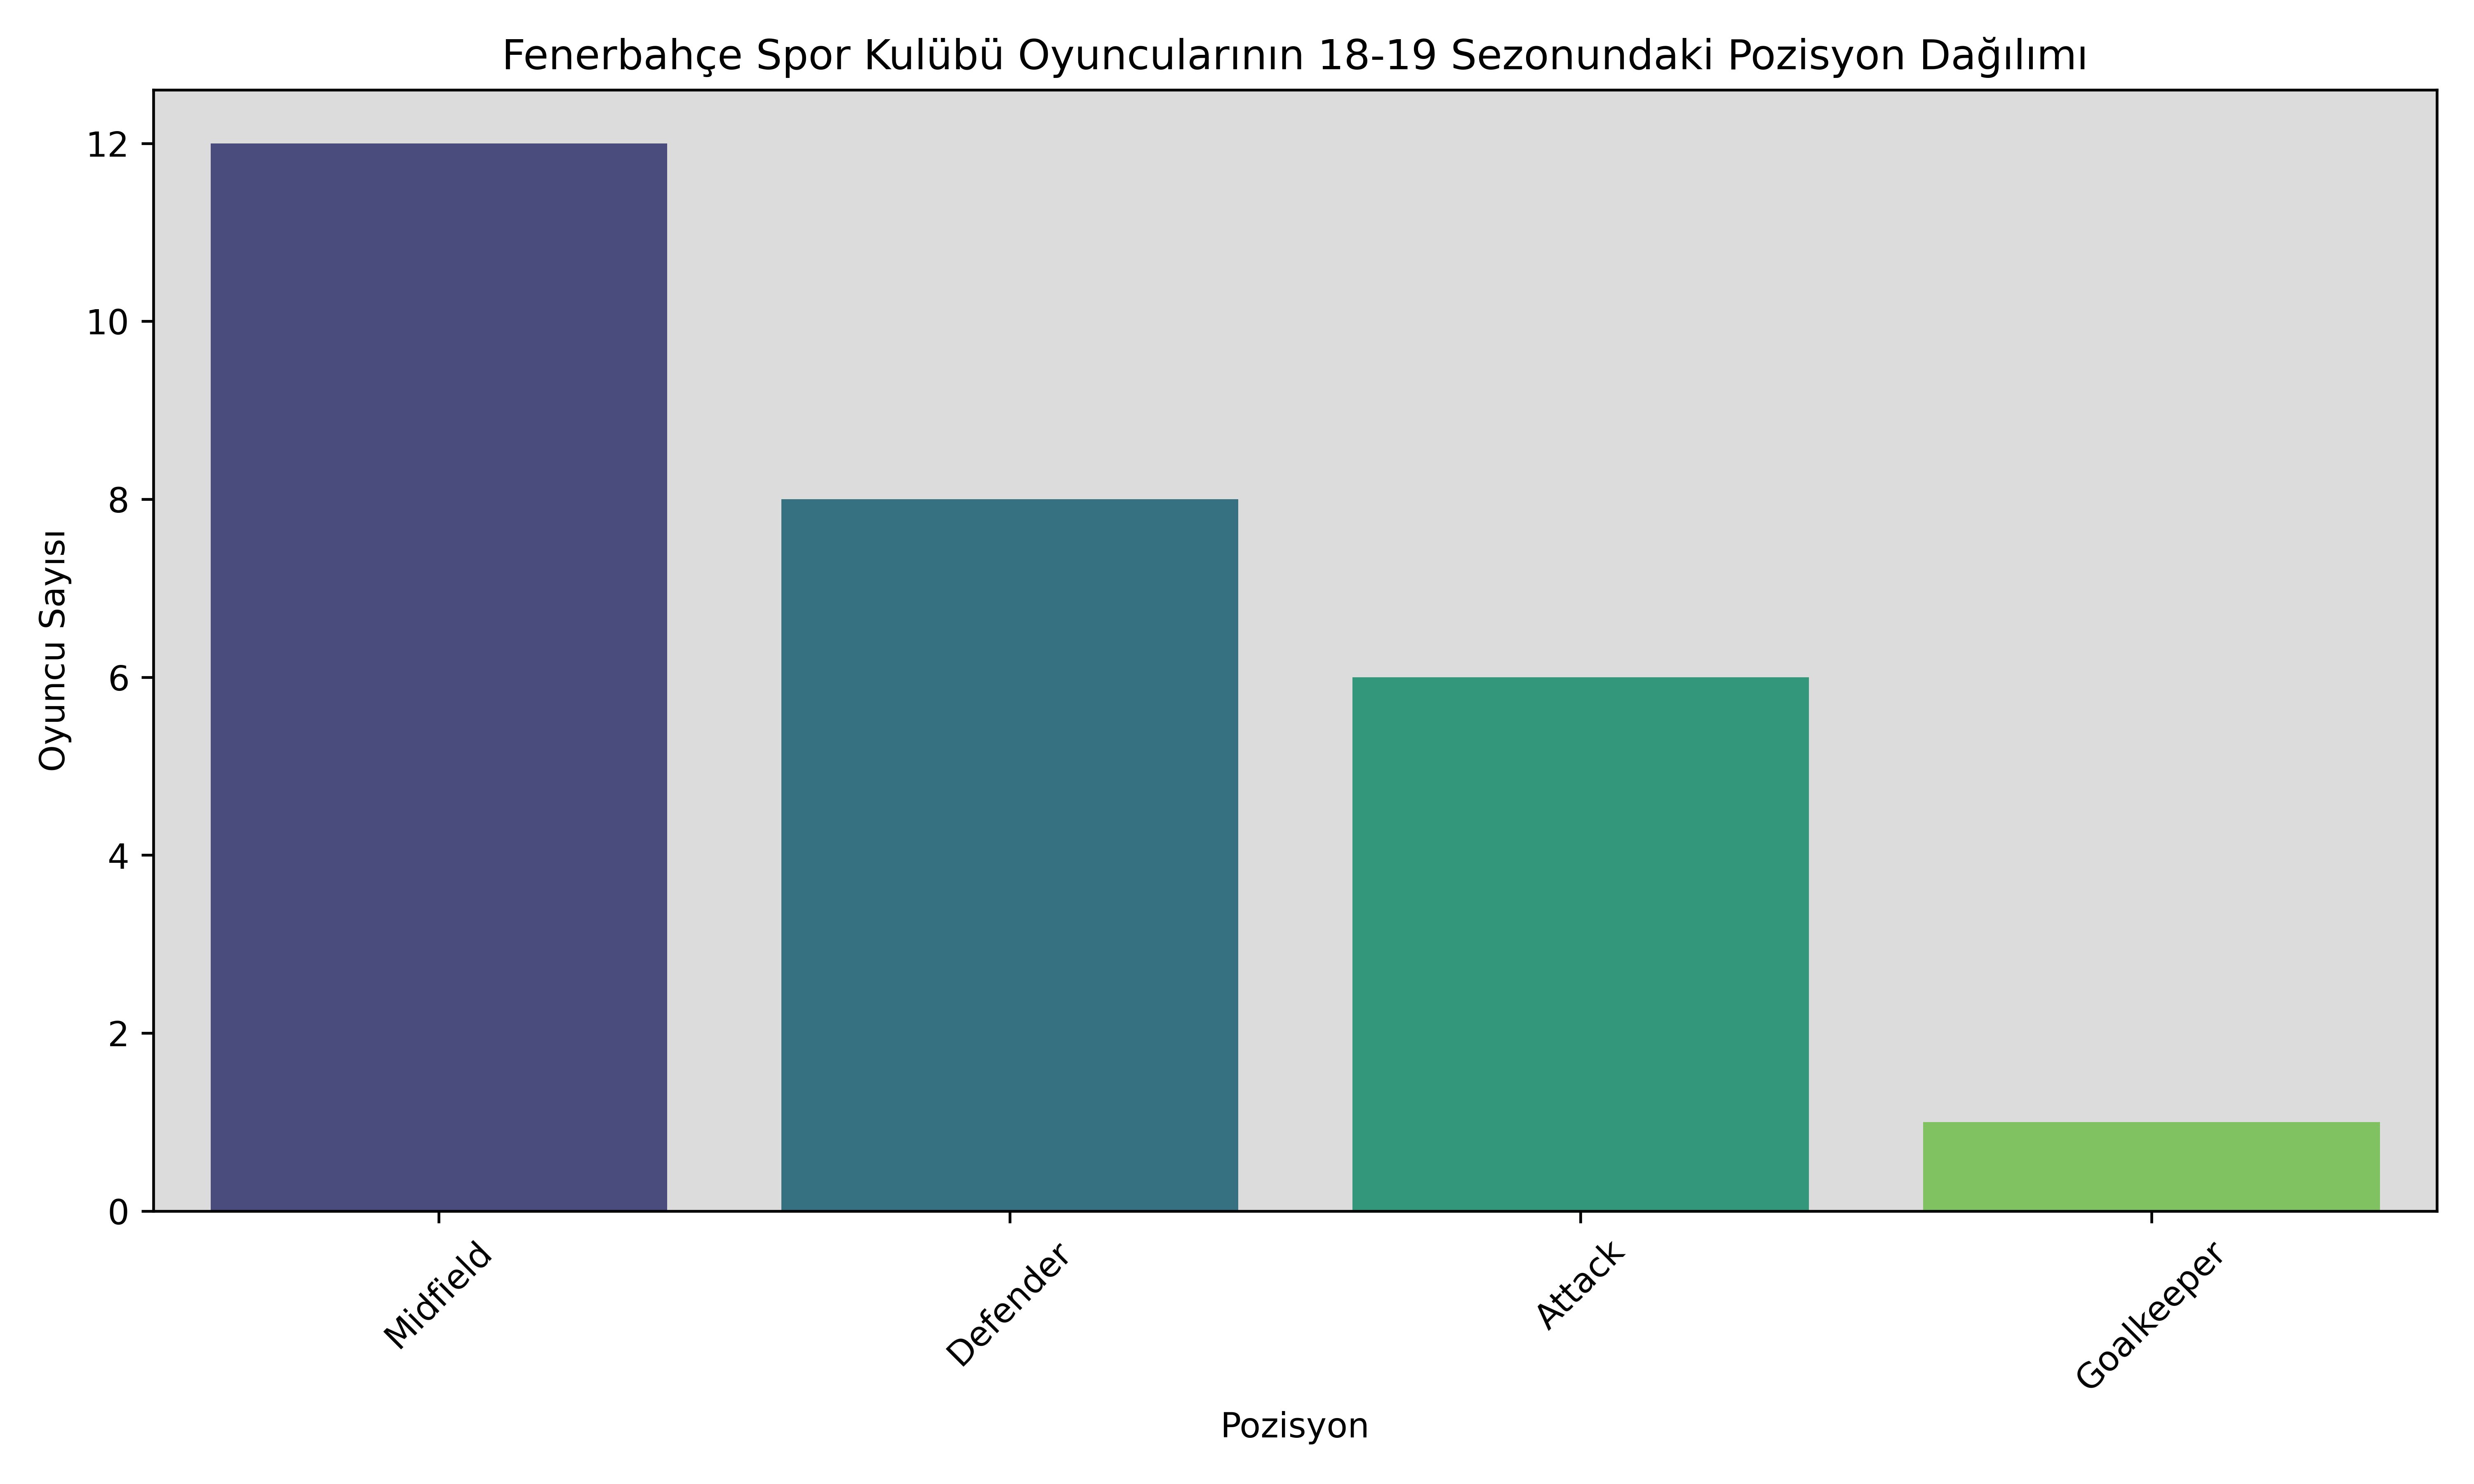 Fenerbahçe Spor Kulübü Oyuncularının 18-19 Sezonundaki Pozisyon Dağılımı
12
10
8
6
4
2
0
Oyuncu Sayısı
Midfield
Defender
Attack
Goalkeeper
Pozisyon